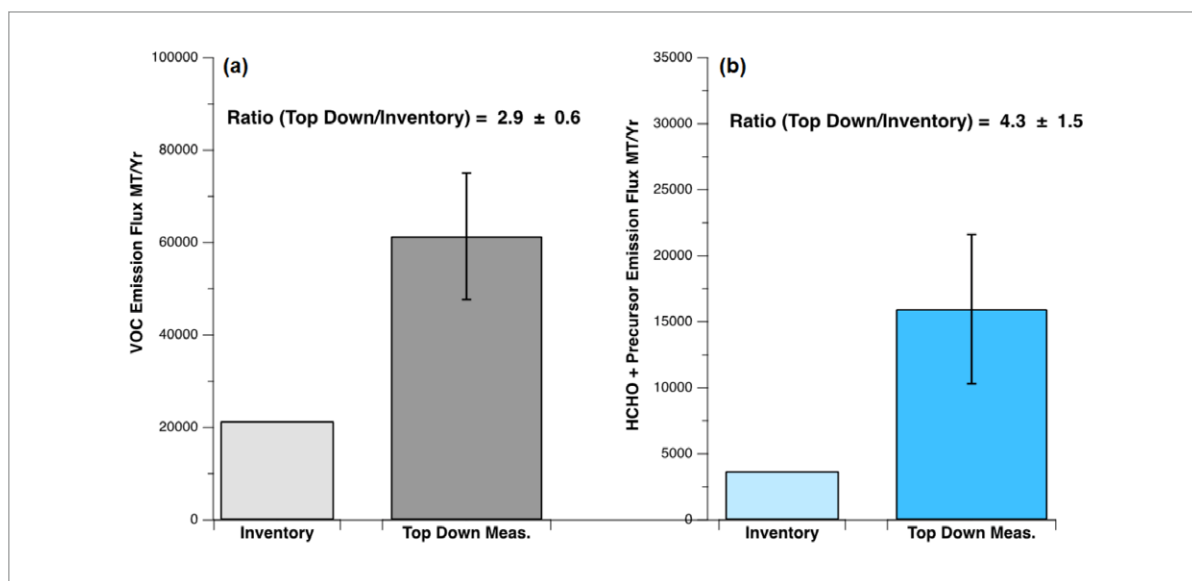 (a)
Ratio (Top Down/Inventory) = 2.9 ± 0.6
VOC Emission Flux MT/Yr
100000
80000
60000
40000
20000
0
Inventory
Top Down Meas.
(b)
Ratio (Top Down/Inventory) = 4.3 ± 1.5
HCHO + Precursor Emission Flux MT/Yr
35000
30000
25000
20000
15000
10000
5000
0
Inventory
Top Down Meas.